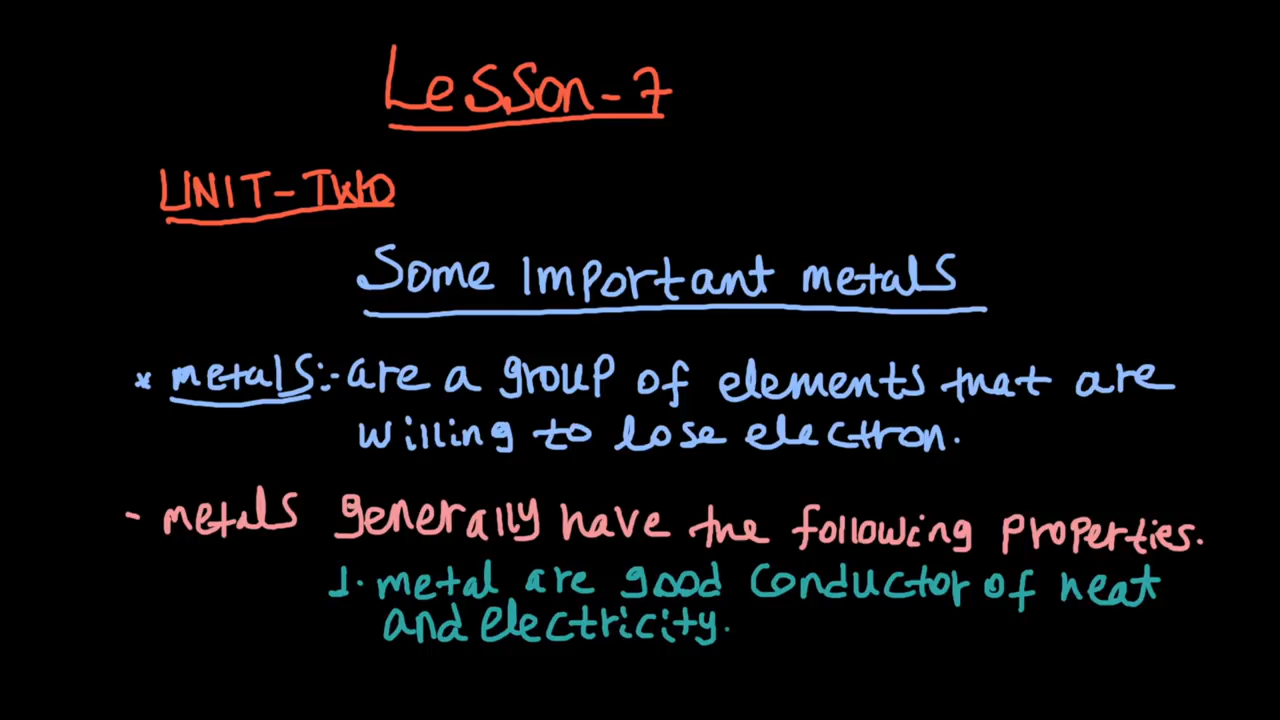 Lesson-7
UNIT-TWO
Some Important metals
* metals:- are a group of elements that are
willing to lose electron.
- metals generally have the following properties.
1. metal are good conductor of heat
and electricity.